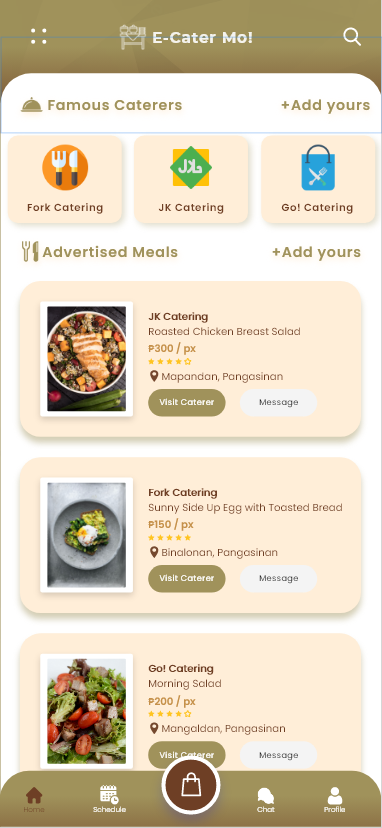 E-Cater Mo!
Famous Caterers +Add yours
JK
Fork Catering JK Catering Go! Catering
Advertised Meals +Add yours
JK Catering
Roasted Chicken Breast Salad
₱300 / px
Mapandan, Pangasinan
Visit Caterer Message
Fork Catering
Sunny Side Up Egg with Toasted Bread
₱150 / px
Binalonan, Pangasinan
Visit Caterer Message
Go! Catering
Morning Salad
₱200 / px
Mangaldan, Pangasinan
Visit Caterer Message
Home Schedule Chat Profile